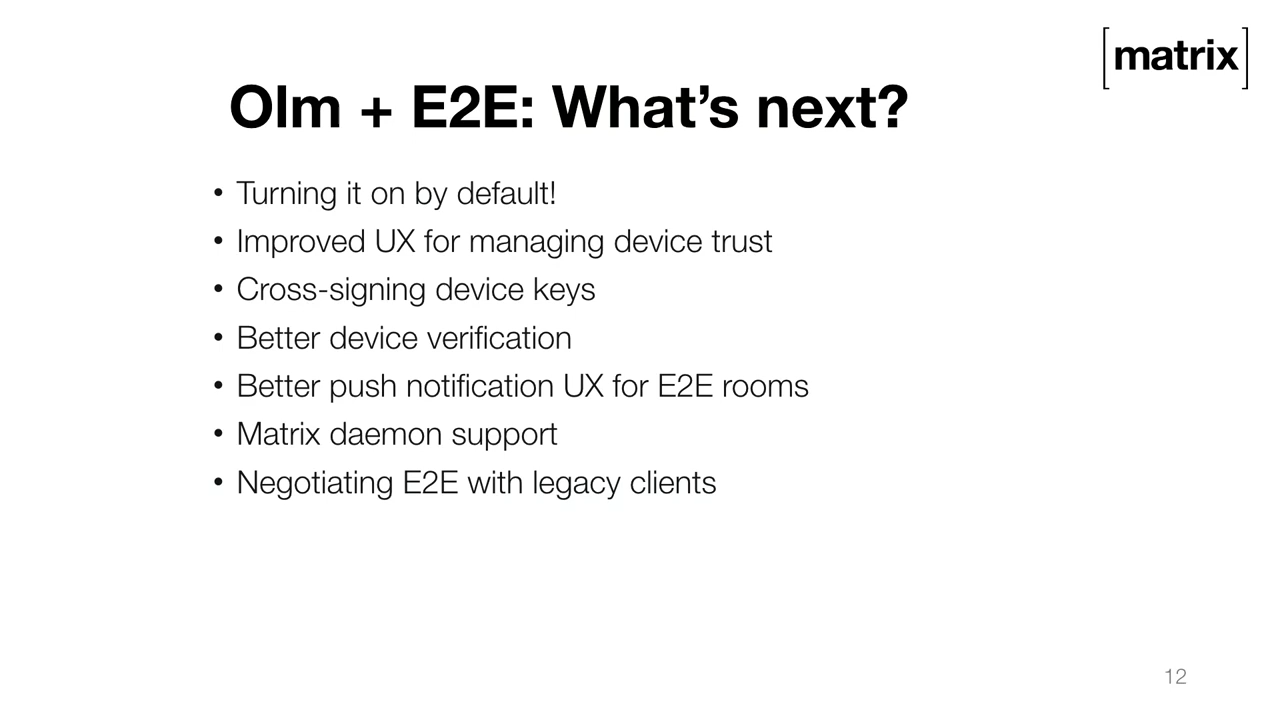 [matrix]
Olm + E2E: What's next?
• Turning it on by default!
• Improved UX for managing device trust
• Cross-signing device keys
• Better device verification
• Better push notification UX for E2E rooms
• Matrix daemon support
• Negotiating E2E with legacy clients
12